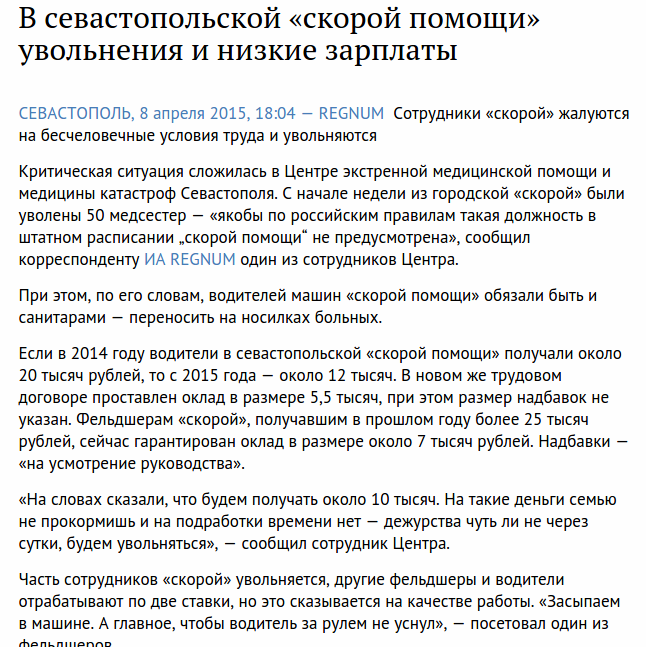 В севастопольской «скорой помощи»
увольнения и низкие зарплаты
СЕВАСТОПОЛЬ, 8 апреля 2015, 18:04 — REGNUM Сотрудники «скорой» жалуются
на бесчеловечные условия труда и увольняются
Критическая ситуация сложилась в Центре экстренной медицинской помощи и
медицины катастроф Севастополя. С начале недели из городской «скорой» были
уволены 50 медсестер — «якобы по российским правилам такая должность в
штатном расписании „скорой помощи“ не предусмотрена», сообщил
корреспонденту ИА REGNUM один из сотрудников Центра.
При этом, по его словам, водителей машин «скорой помощи» обязали быть и
санитарами — переносить на носилках больных.
Если в 2014 году водители в севастопольской «скорой помощи» получали около
20 тысяч рублей, то с 2015 года — около 12 тысяч. В новом же трудовом
договоре проставлен оклад в размере 5,5 тысяч, при этом размер надбавок не
указан. Фельдшерам «скорой», получавшим в прошлом году более 25 тысяч
рублей, сейчас гарантирован оклад в размере около 7 тысяч рублей. Надбавки —
«на усмотрение руководства».
«На словах сказали, что будем получать около 10 тысяч. На такие деньги семью
не прокормишь и на подработки времени нет — дежурства чуть ли не через
сутки, будем увольняться», — сообщил сотрудник Центра.
Часть сотрудников «скорой» увольняется, другие фельдшеры и водители
отрабатывают по две ставки, но это сказывается на качестве работы. «Засыпаем
в машине. А главное, чтобы водитель за рулем не уснул», — посетовал один из
фельдшеров.